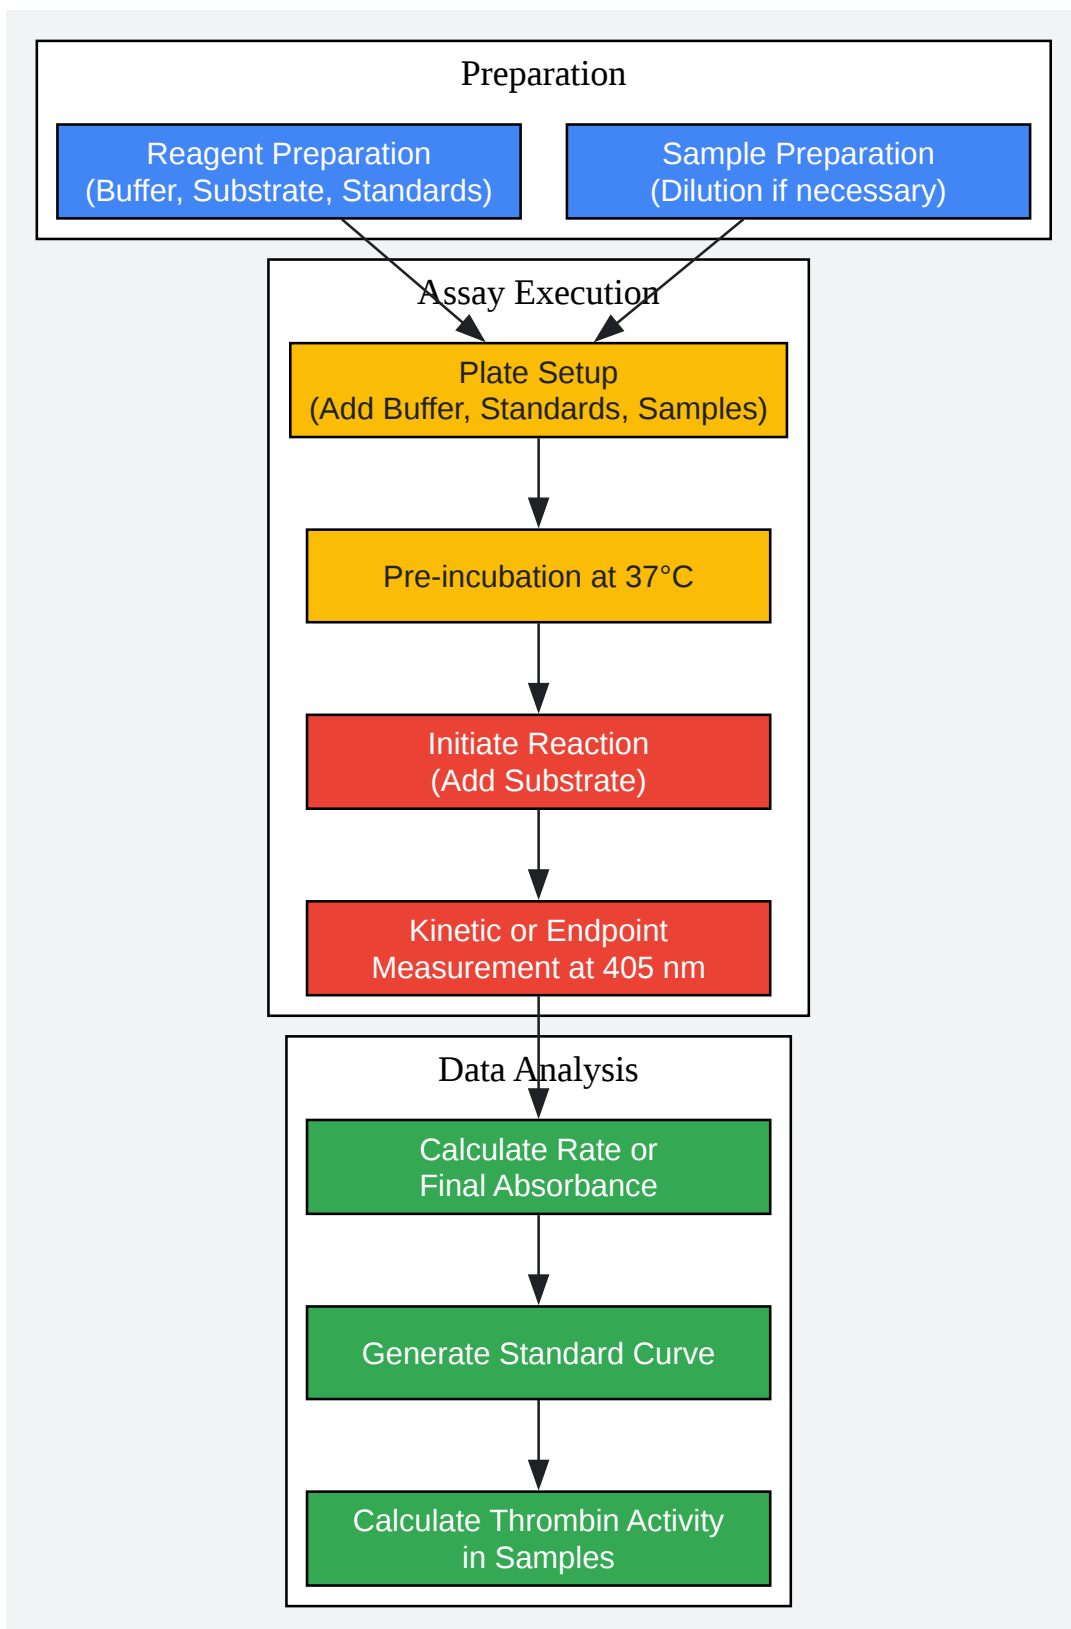 Preparation
Reagent Preparation
(Buffer, Substrate, Standards)
Sample Preparation
(Dilution if necessary)
Assay Execution
Plate Setup
(Add Buffer, Standards, Samples)
Pre-incubation at 37°C
Initiate Reaction
(Add Substrate)
Kinetic or Endpoint
Measurement at 405 nm
Data Analysis
Calculate Rate or
Final Absorbance
Generate Standard Curve
Calculate Thrombin Activity
in Samples